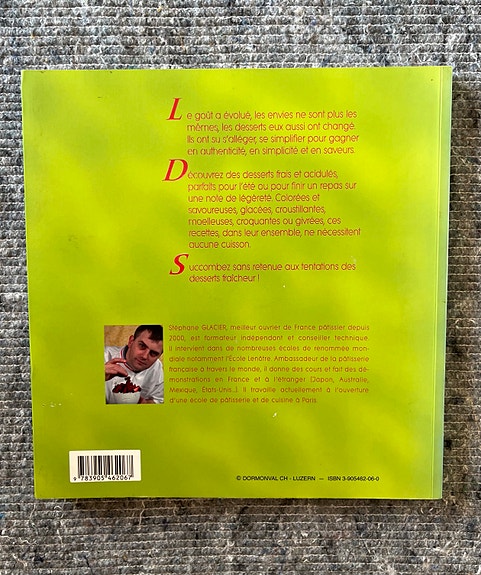 Le goût a évolué, les envies ne sont plus les
mêmes, les desserts eux aussi ont changé.
Ils ont su s'alléger, se simplifier pour gagner
en authenticité, en simplicité et en saveurs.
Découvrez des desserts frais et acidulés,
parfaits pour l'été ou pour finir un repas sur
une note de légèreté. Colorées et
savoureuses, glacées, croustillantes,
moelleuses, croquantes ou givrées, ces
recettes, dans leur ensemble, ne nécessitent
aucune cuisson.
Succombez sans retenue aux tentations des
desserts fraîcheur !
Stéphane GLACIER, meilleur ouvrier de France pâtissier depuis
2000, est formateur indépendant et conseiller technique.
Il intervient dans de nombreuses écoles de renommée mon-
diale notamment l'École Lenôtre. Ambassadeur de la pâtisserie
française à travers le monde, il donne des cours et fait des dé-
monstrations en France et à l'étranger (Japon, Australie,
Mexique, États-Unis...). Il travaille actuellement à l'ouverture
d'une école de pâtisserie et de cuisine à Paris.
9 783905 462067
© DORMONVAL CH - LUZERN — ISBN 3-905462-06-0